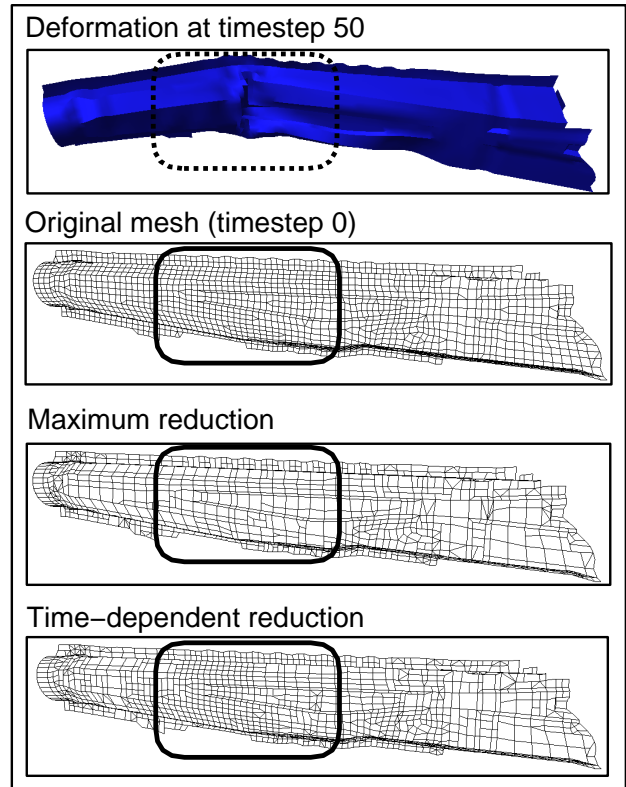 Deformation at timestep 50
Original mesh (timestep 0)
Maximum reduction
Time−dependent reduction